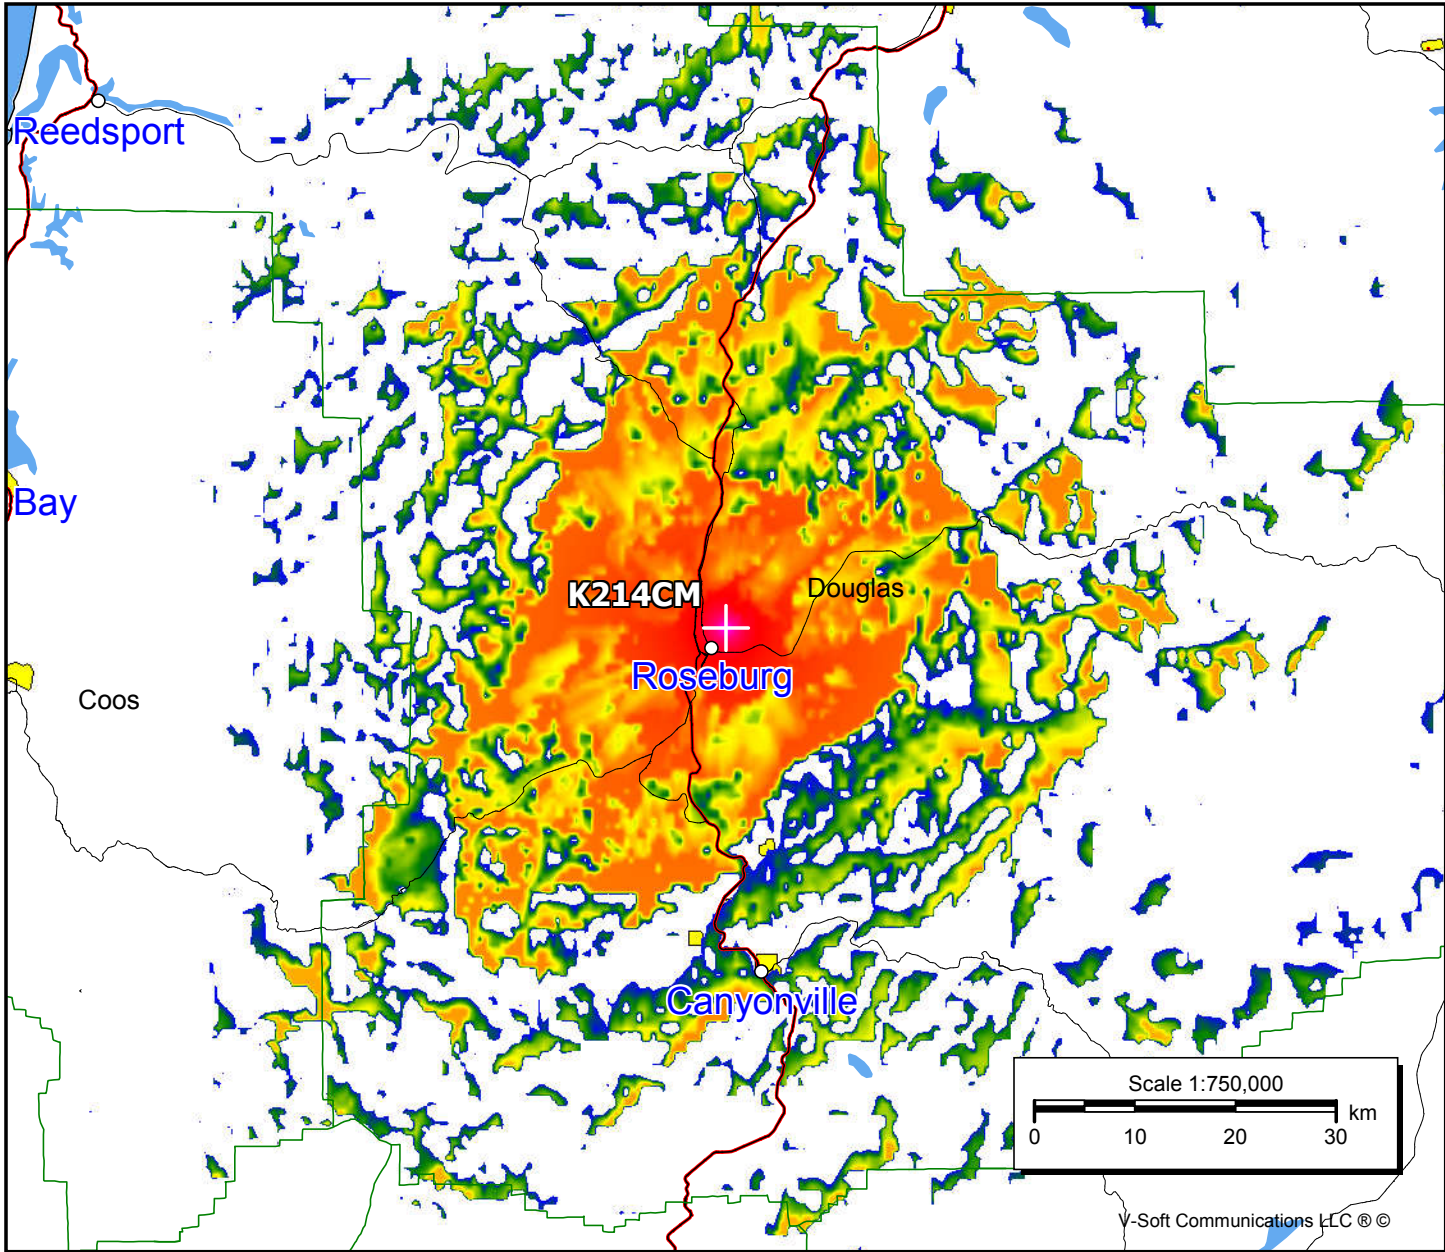 Reedsport
Bay
K214CM
Douglas
Roseburg
Coos
Canyonville
Scale 1:750,000
km
0 10 20 30
V-Soft Communications LLC ® ©